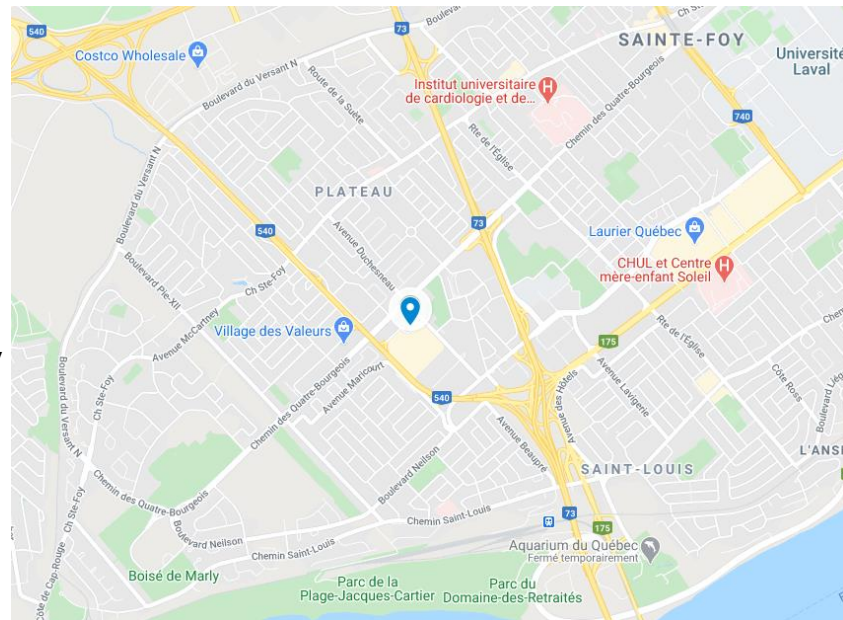 540
73
Boulevard
SAINTE-FOY
Costco Wholesale
Université
Laval
Boulevard du Versant N
Route de la Suète
Institut universitaire
de cardiologie et de...
H
Chemin des Quatre-Bourgeois
740
Rte de l'Église
Boulevard du Versant N
PLATEAU
540
73
Avenue Duchesneau
Laurier Québec
CHUL et Centre
mère-enfant Soleil
H
Boulevard Pie-XII
Ch Ste-Foy
Avenue McCartney
Village des Valeurs
175
Rte de l'Église
Côte Ross
Boulevard Liég
Avenue Maricourt
Avenue des Hôtels
Avenue Lavigerie
Ch Ste-Foy
Boulevard du Versant N
Chemin des Quatre-Bourgeois
540
Avenue Beaupré
L'ANSE
SAINT-LOUIS
Boulevard Neilson
Chemin des Quatre-Bourgeois
Ch Ste-Foy
Chemin Saint-Louis
73
175
Boulevard Neilson
Chemin Saint-Louis
Aquarium du Québec
Fermé temporairement
Boisé de Marly
Parc de la
Plage-Jacques-Cartier
Parc du
Domaine-des-Retraités
Côte de Cap-Rouge